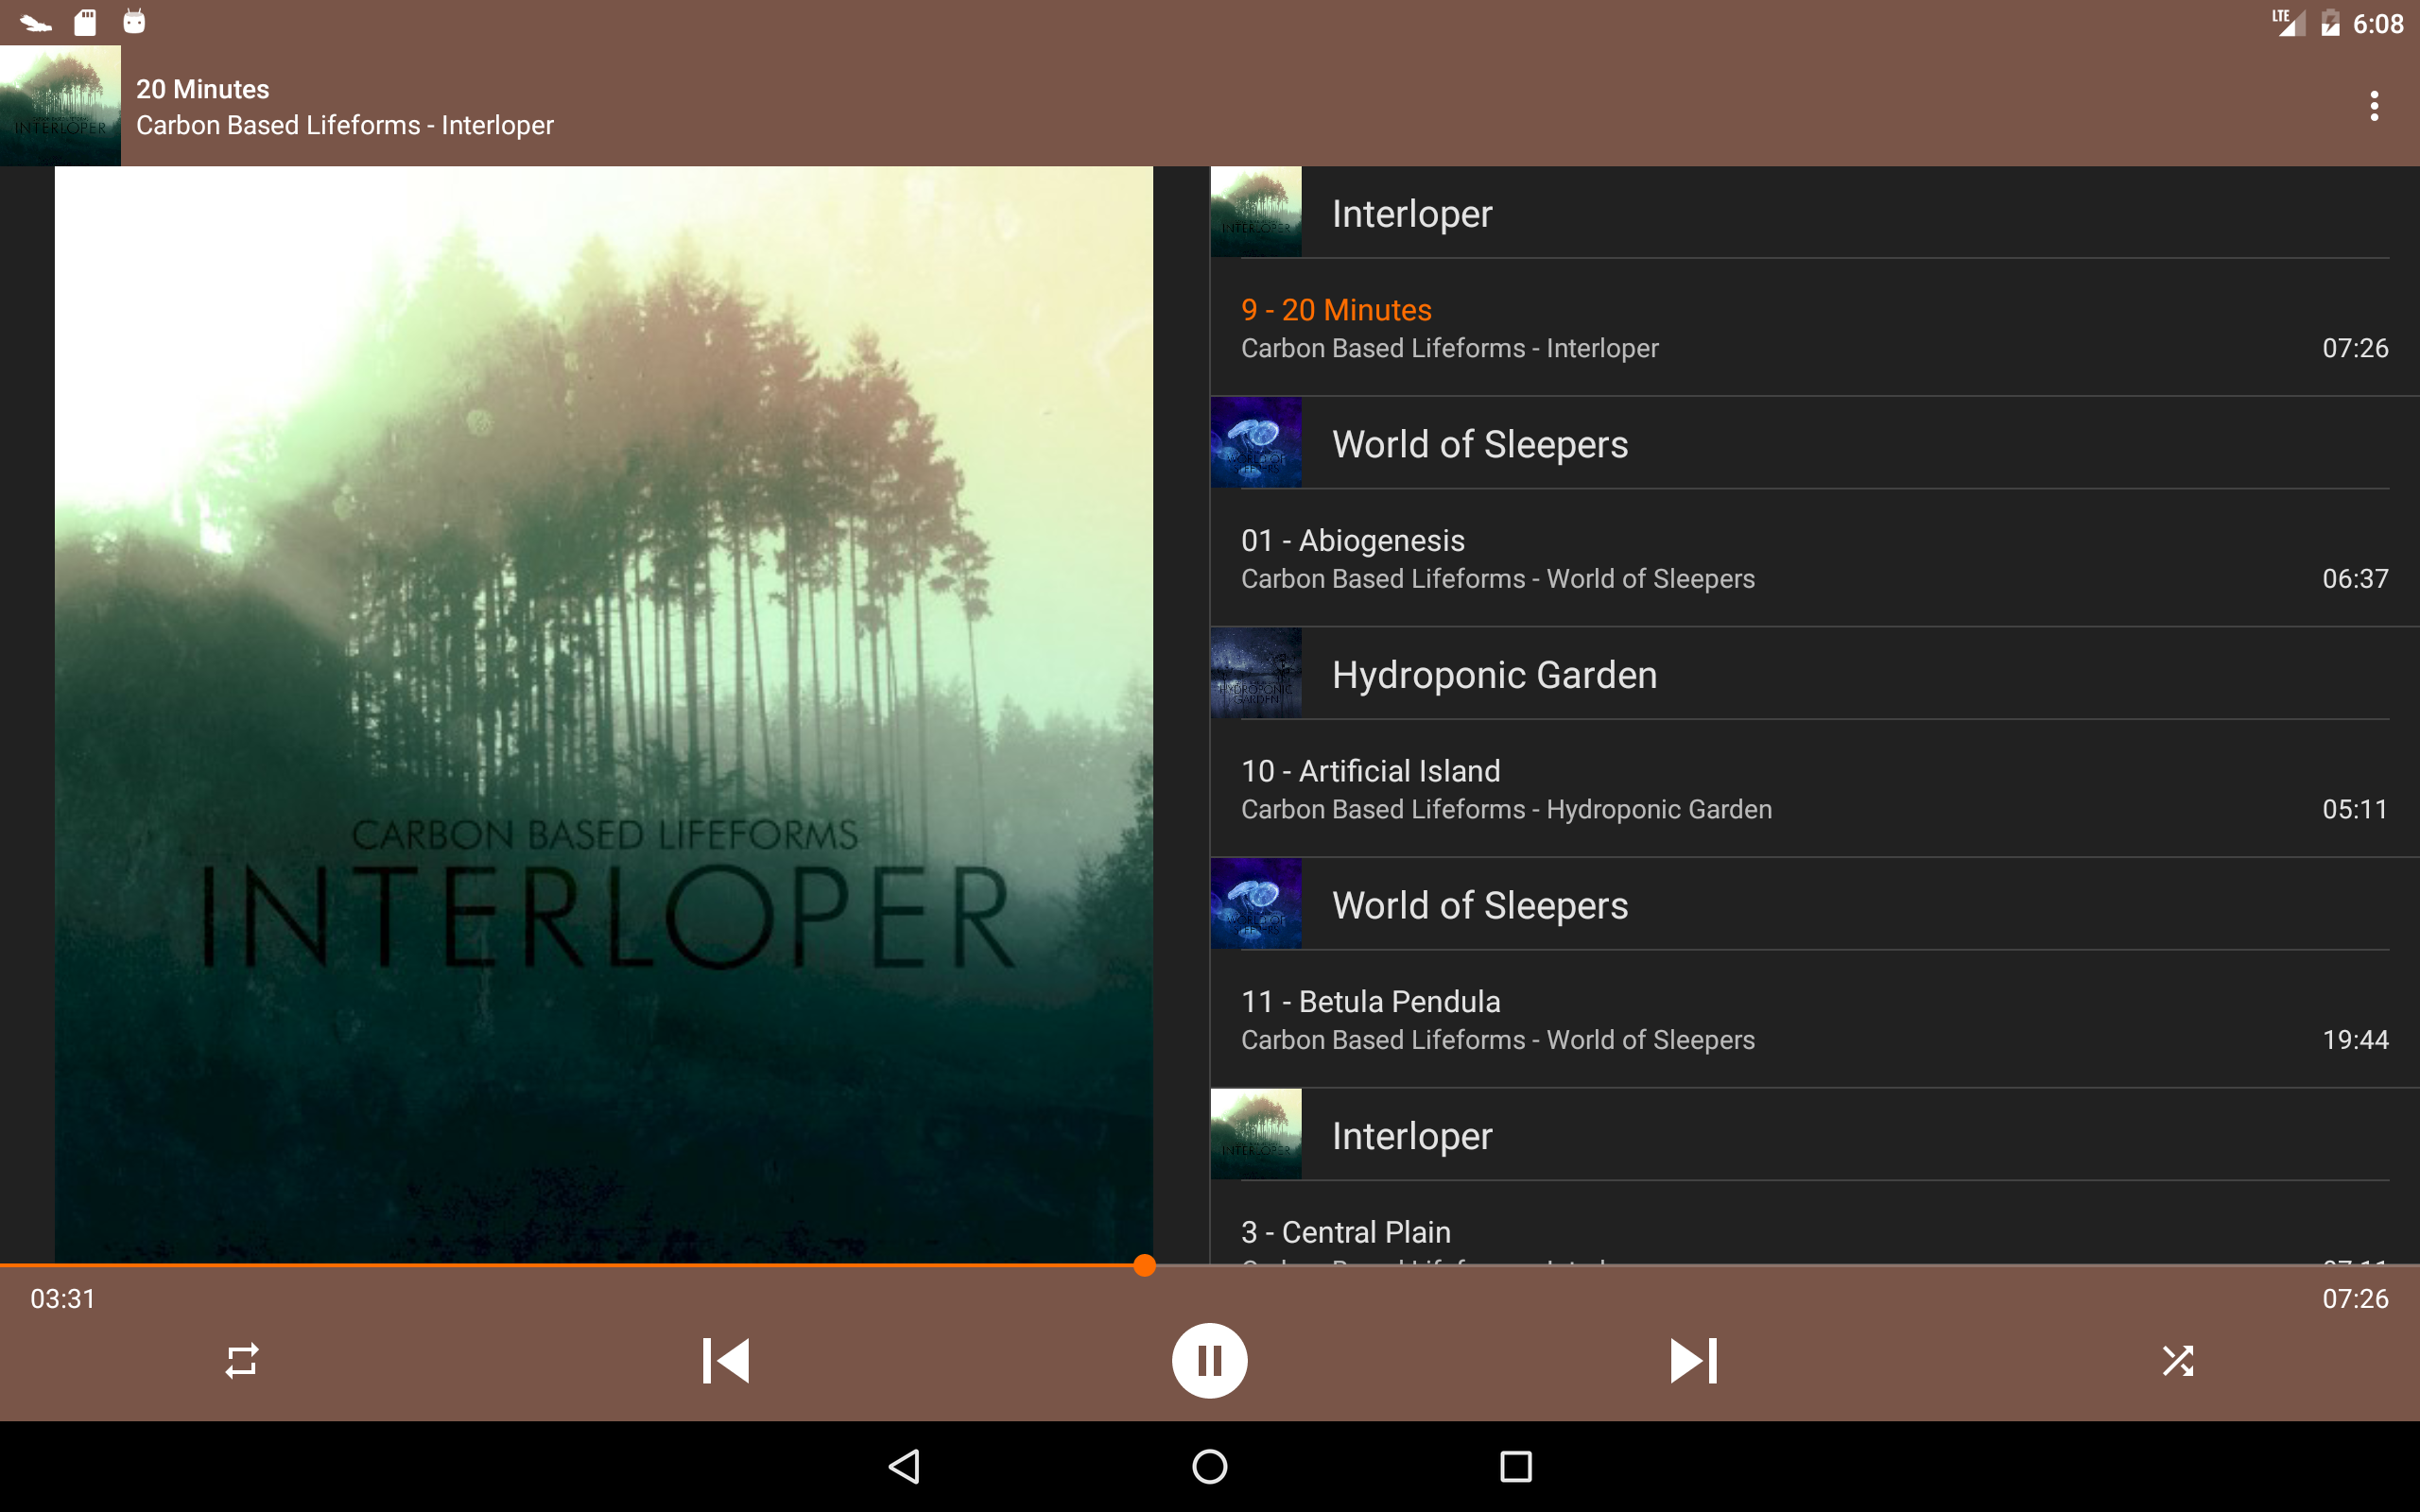 LTE 6:08
20 Minutes
Carbon Based Lifeforms - Interloper
INTERLOPER
CARBON BASED LIFEFORMS
INTERLOPER
Interloper
9 - 20 Minutes
Carbon Based Lifeforms - Interloper
07:26
World of Sleepers
01 - Abiogenesis
Carbon Based Lifeforms - World of Sleepers
06:37
HYDROPONIC
GARDEN
Hydroponic Garden
10 - Artificial Island
Carbon Based Lifeforms - Hydroponic Garden
05:11
World of Sleepers
11 - Betula Pendula
Carbon Based Lifeforms - World of Sleepers
19:44
Interloper
3 - Central Plain
03:31
07:26